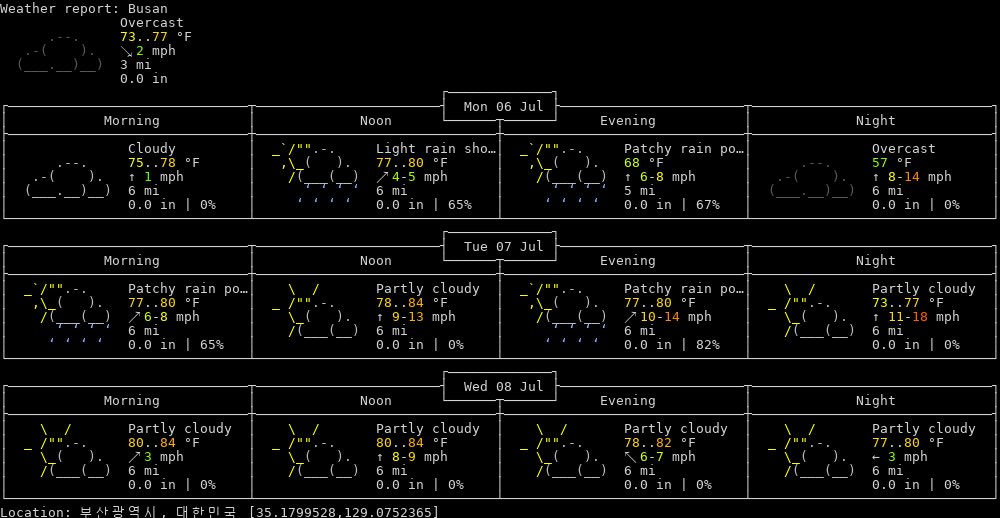 Weather report: Busan
Overcast
73..77 °F
↘ 2 mph
3 mi
0.0 in
Mon 06 Jul
Morning Noon Evening Night
Cloudy Light rain sho… Patchy rain po… Overcast
75..78 °F 77..80 °F 68 °F 57 °F
↑ 1 mph ↗ 4-5 mph ↑ 6-8 mph ↑ 8-14 mph
6 mi 6 mi 5 mi 6 mi
0.0 in | 0% 0.0 in | 65% 0.0 in | 67% 0.0 in | 0%
Tue 07 Jul
Morning Noon Evening Night
Patchy rain po… Partly cloudy Patchy rain po… Partly cloudy
77..80 °F 78..84 °F 77..80 °F 73..77 °F
↗ 6-8 mph ↑ 9-13 mph ↗ 10-14 mph ↑ 11-18 mph
6 mi 6 mi 6 mi 6 mi
0.0 in | 65% 0.0 in | 0% 0.0 in | 82% 0.0 in | 0%
Wed 08 Jul
Morning Noon Evening Night
Partly cloudy Partly cloudy Partly cloudy Partly cloudy
80..84 °F 80..84 °F 78..82 °F 77..80 °F
↗ 3 mph ↑ 8-9 mph ↖ 6-7 mph ← 3 mph
6 mi 6 mi 6 mi 6 mi
0.0 in | 0% 0.0 in | 0% 0.0 in | 0% 0.0 in | 0%
Location: 부산광역시, 대한민국 [35.1799528,129.0752365]